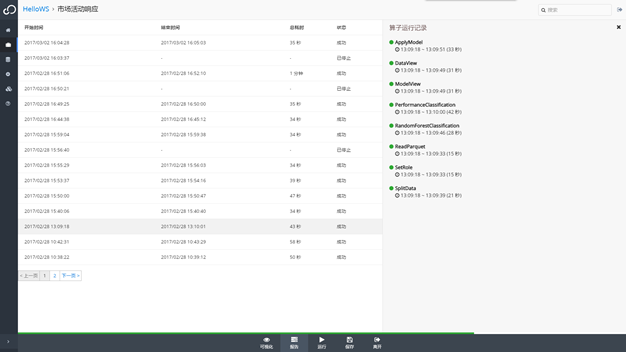 HelloWS › 市场活动响应
搜索
开始时间 结束时间 总耗时 状态
2017/03/02 16:04:28 2017/03/02 16:05:03 35 秒 成功
2017/03/02 16:03:37 - - 已停止
2017/02/28 16:51:06 2017/02/28 16:52:10 1 分钟 成功
2017/02/28 16:50:21 - - 已停止
2017/02/28 16:49:25 2017/02/28 16:50:00 35 秒 成功
2017/02/28 16:44:38 2017/02/28 16:45:12 34 秒 成功
2017/02/28 15:59:04 2017/02/28 15:59:38 34 秒 成功
2017/02/28 15:56:40 - - 已停止
2017/02/28 15:55:29 2017/02/28 15:56:03 34 秒 成功
2017/02/28 15:53:37 2017/02/28 15:54:16 39 秒 成功
2017/02/28 15:50:00 2017/02/28 15:50:47 47 秒 成功
2017/02/28 15:40:06 2017/02/28 15:40:40 34 秒 成功
2017/02/28 13:09:18 2017/02/28 13:10:01 43 秒 成功
2017/02/28 10:42:31 2017/02/28 10:43:29 58 秒 成功
2017/02/28 10:38:22 2017/02/28 10:39:12 50 秒 成功
« 上一页 1 2 下一页 »
算子运行记录
ApplyModel
13:09:18 ~ 13:09:51 (33 秒)
DataView
13:09:18 ~ 13:09:49 (31 秒)
ModelView
13:09:18 ~ 13:09:49 (31 秒)
PerformanceClassification
13:09:18 ~ 13:10:00 (42 秒)
RandomForestClassification
13:09:18 ~ 13:09:46 (28 秒)
ReadParquet
13:09:18 ~ 13:09:33 (15 秒)
SetRole
13:09:18 ~ 13:09:33 (15 秒)
SplitData
13:09:18 ~ 13:09:39 (21 秒)
可视化 报告 运行 保存 离开